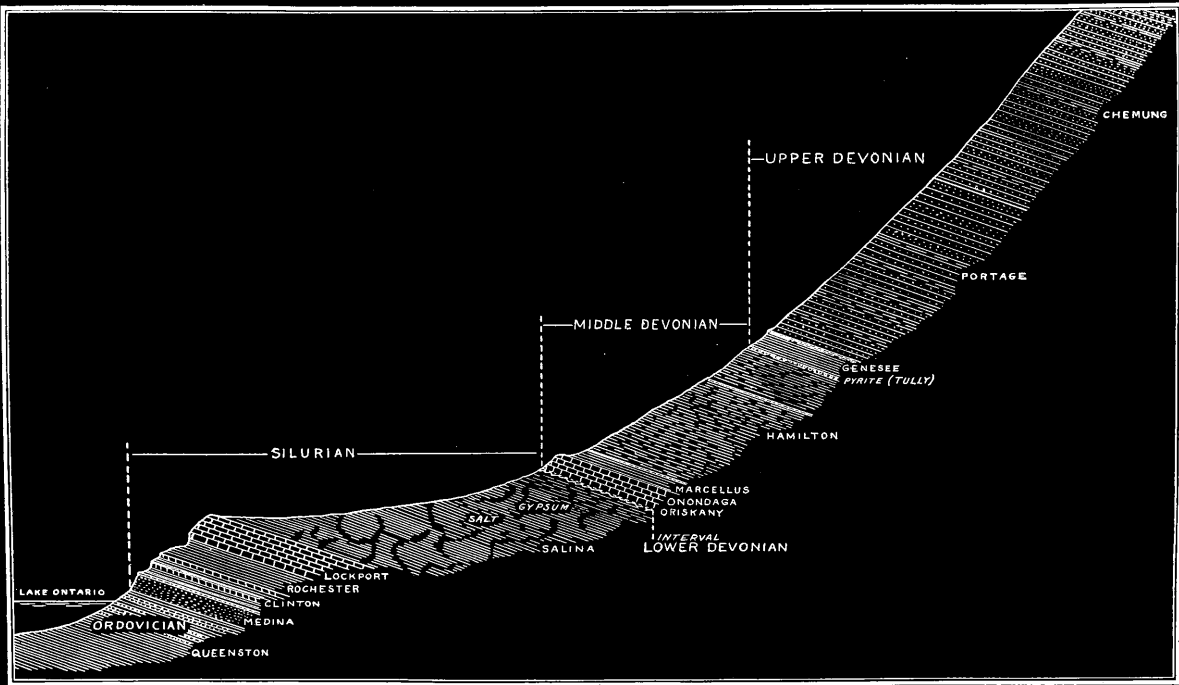 CHEMUNG
UPPER DEVONIAN
PORTAGE
MIDDLE DEVONIAN
GENESEE
PYRITE (TULLY)
HAMILTON
SILURIAN
MARCELLUS
ONONDAGA
ORISKANY
GYPSUM
SALT
INTERVAL
LOWER DEVONIAN
SALINA
LOCKPORT
ROCHESTER
LAKE ONTARIO
CLINTON
MEDINA
ORDOVICIAN
QUEENSTON